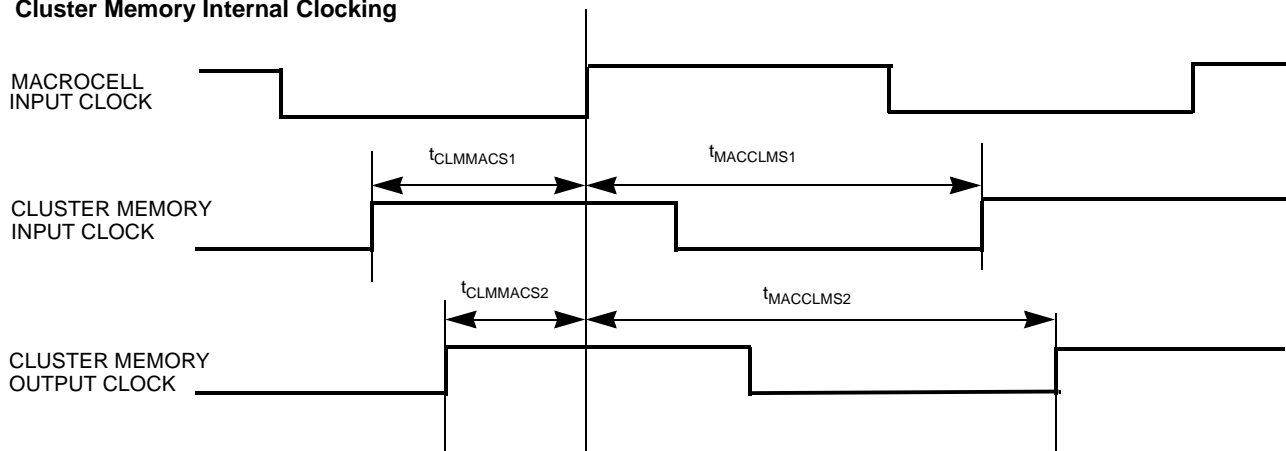 Cluster Memory Internal Clocking
MACROCELL
INPUT CLOCK
tCLMMACS1
tMACCLMS1
CLUSTER MEMORY
INPUT CLOCK
tCLMMACS2
tMACCLMS2
CLUSTER MEMORY
OUTPUT CLOCK